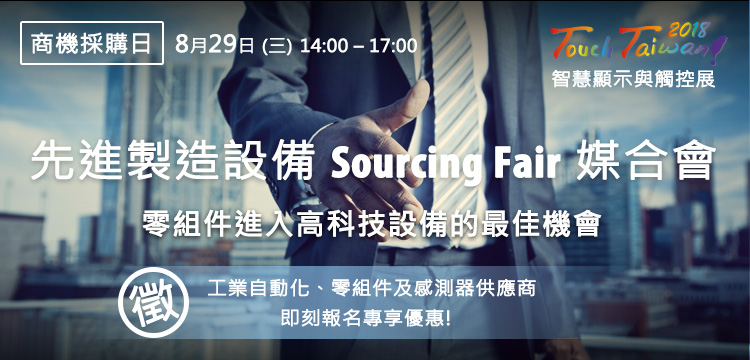 商機採購日 8月29日 (三) 14:00 – 17:00
Touch Taiwan 2018
智慧顯示與觸控展
先進製造設備 Sourcing Fair 媒合會
零組件進入高科技設備的最佳機會
徵
工業自動化、零組件及感測器供應商
即刻報名專享優惠!